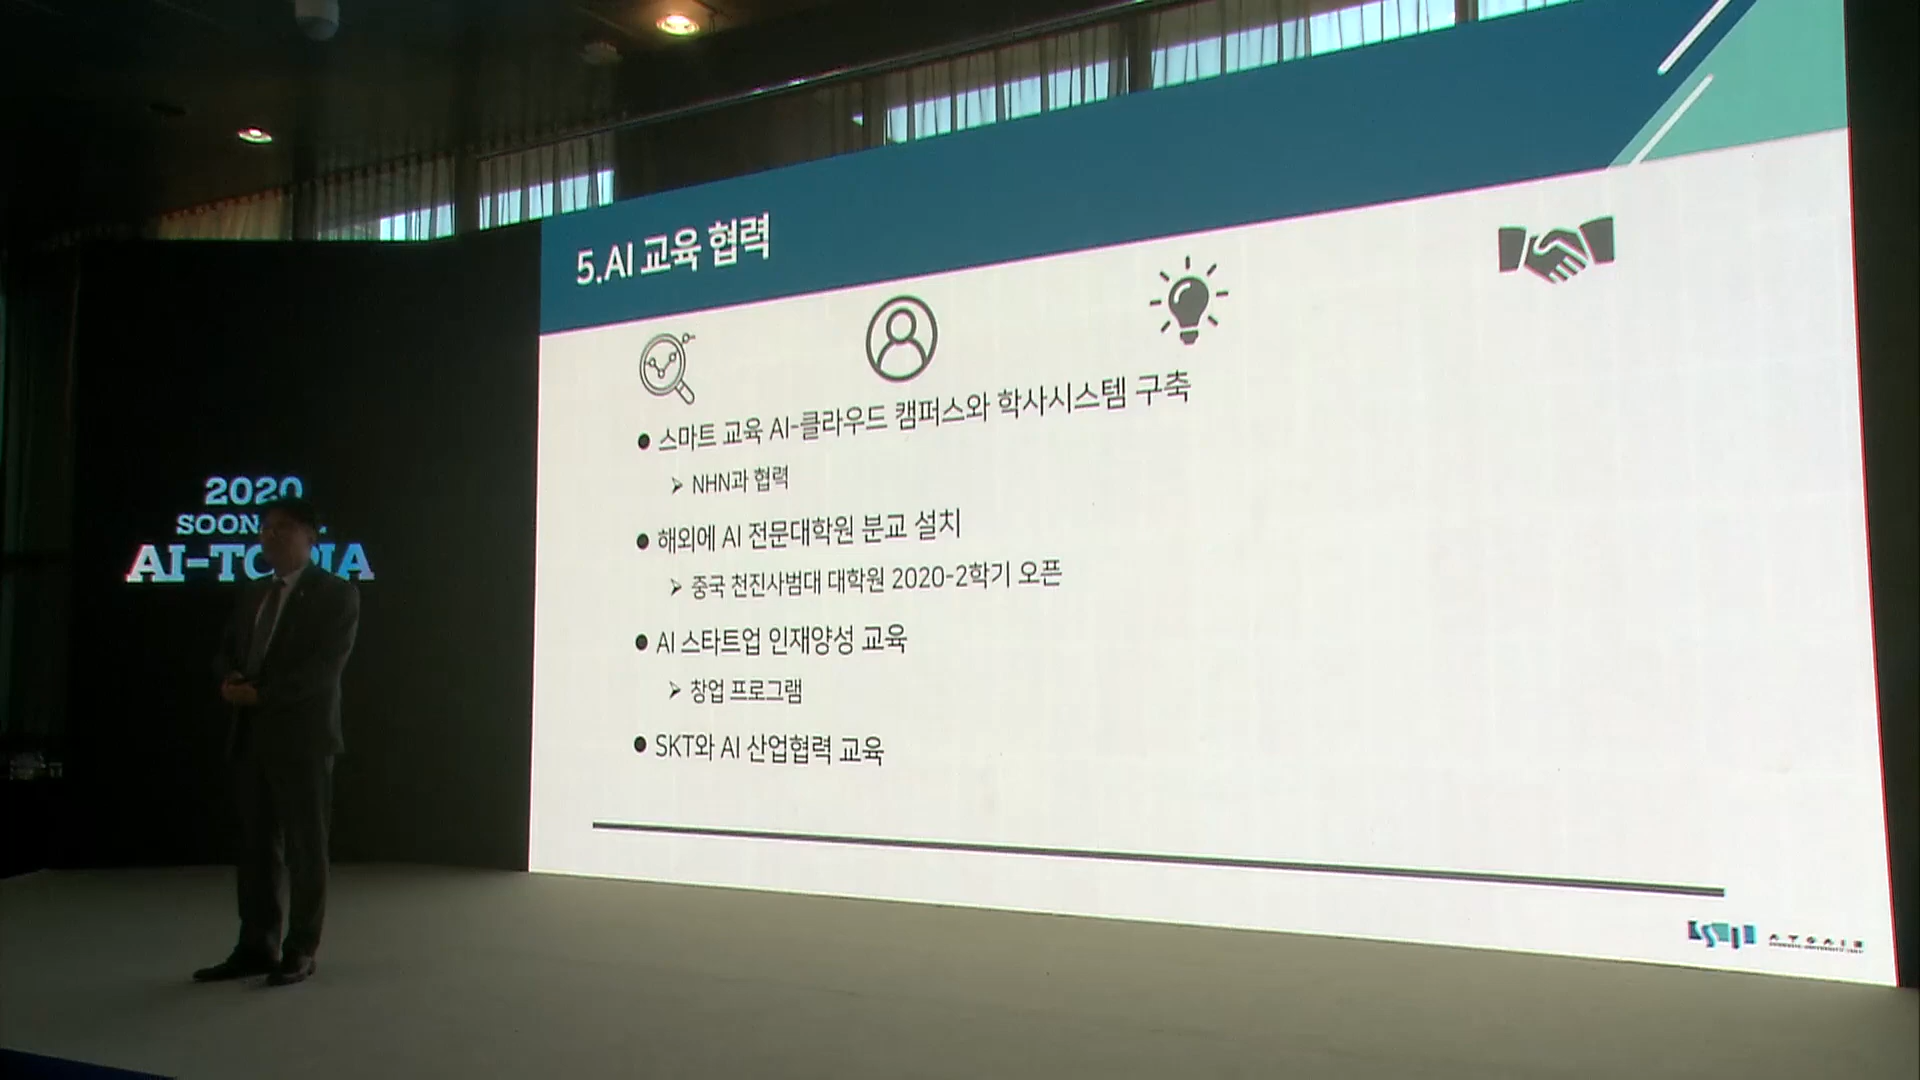 5.AI 교육 협력
● 스마트 교육 AI-클라우드 캠퍼스와 학사시스템 구축
➢ NHN과 협력
● 해외에 AI 전문대학원 분교 설치
➢ 중국 천진사범대 대학원 2020-2학기 오픈
● AI 스타트업 인재양성 교육
➢ 창업 프로그램
● SKT와 AI 산업협력 교육
2020